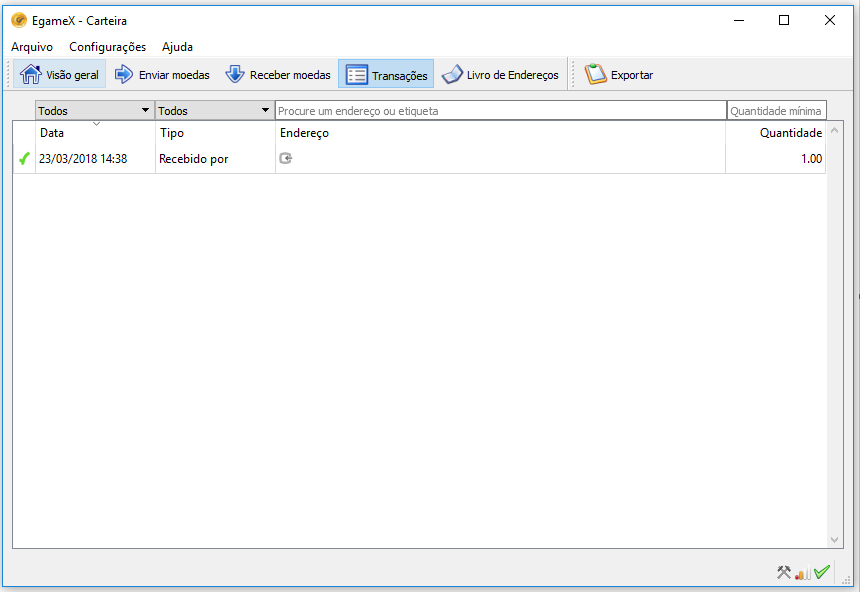 EgameX - Carteira
Arquivo Configurações Ajuda
Visão geral Enviar moedas Receber moedas Transações Livro de Endereços Exportar
Todos Todos Procure um endereço ou etiqueta Quantidade mínima
Data Tipo Endereço Quantidade
23/03/2018 14:38 Recebido por 1.00